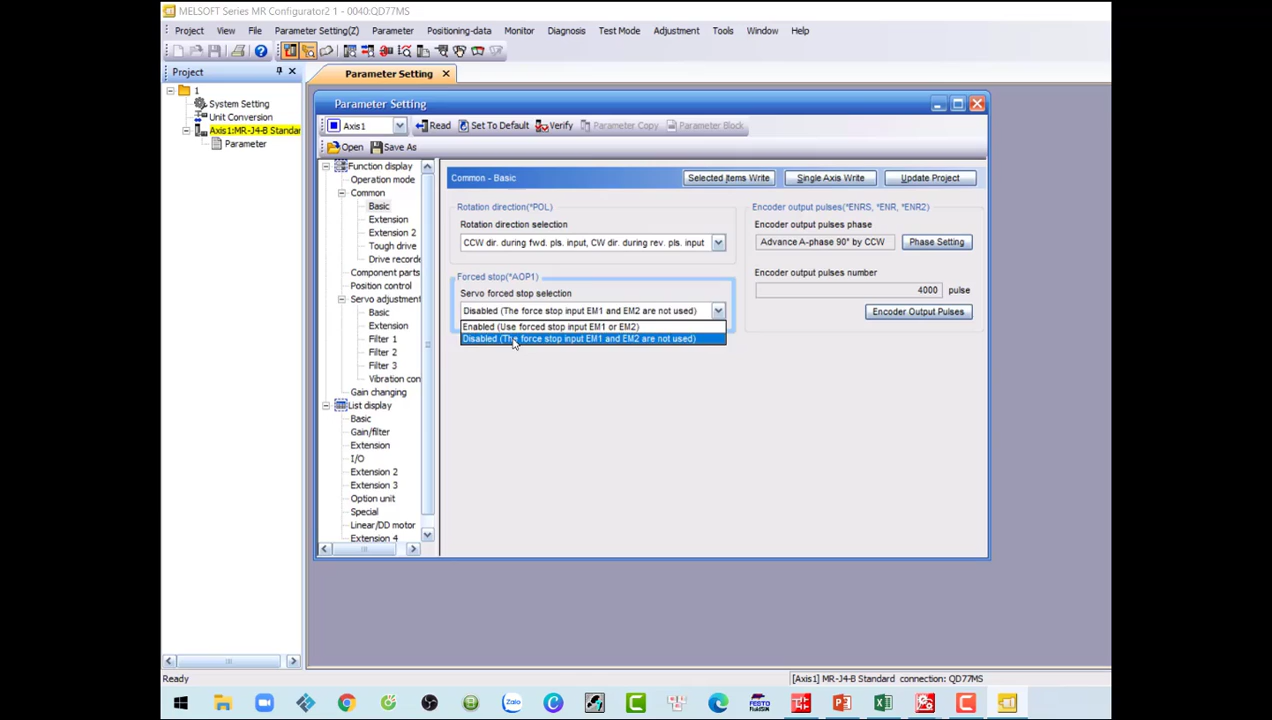 MELSOFT Series MR Configurator2 1 - 0040:QD77MS
Project View File Parameter Setting(Z) Parameter Positioning-data Monitor Diagnosis Test Mode Adjustment Tools Window Help
Project
Parameter Setting
1
System Setting
Unit Conversion
Axis1:MR-J4-B Standar
Parameter
Parameter Setting
Axis1 Read Set To Default Verify Parameter Copy Parameter Block
Open Save As
Function display
Operation mode
Common
Basic
Extension
Extension 2
Tough drive
Drive recorde
Component parts
Position control
Servo adjustment
Basic
Extension
Filter 1
Filter 2
Filter 3
Vibration con
Gain changing
List display
Basic
Gain/filter
Extension
I/O
Extension 2
Extension 3
Option unit
Special
Linear/DD motor
Extension 4
Common - Basic
Selected Items Write Single Axis Write Update Project
Rotation direction(*POL)
Rotation direction selection
CCW dir. during fwd. pls. input, CW dir. during rev. pls. input
Forced stop(*AOP1)
Servo forced stop selection
Disabled (The force stop input EM1 and EM2 are not used)
Enabled (Use forced stop input EM1 or EM2)
Disabled (The force stop input EM1 and EM2 are not used)
Encoder output pulses(*ENRS, *ENR, *ENR2)
Encoder output pulses phase
Advance A-phase 90° by CCW Phase Setting
Encoder output pulses number
4000 pulse
Encoder Output Pulses
Ready
[Axis1] MR-J4-B Standard connection: QD77MS
Zalo
FESTO